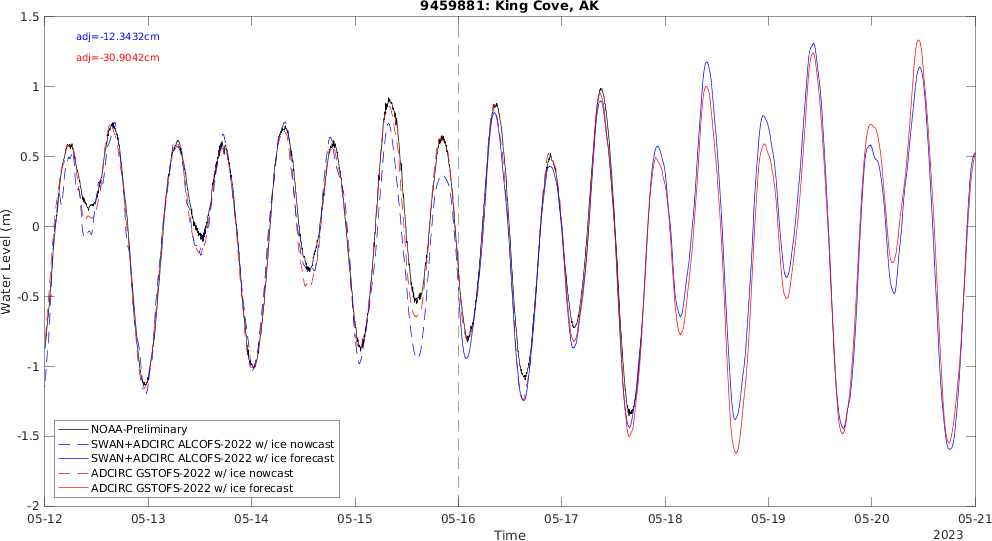 9459881: King Cove, AK
adj=-12.3432cm
adj=-30.9042cm
Water Level (m)
1.5
1
0.5
0
-0.5
-1
-1.5
-2
NOAA-Preliminary
SWAN+ADCIRC ALCOFS-2022 w/ ice nowcast
SWAN+ADCIRC ALCOFS-2022 w/ ice forecast
ADCIRC GSTOFS-2022 w/ ice nowcast
ADCIRC GSTOFS-2022 w/ ice forecast
05-12 05-13 05-14 05-15 05-16 05-17 05-18 05-19 05-20 05-21
Time
2023